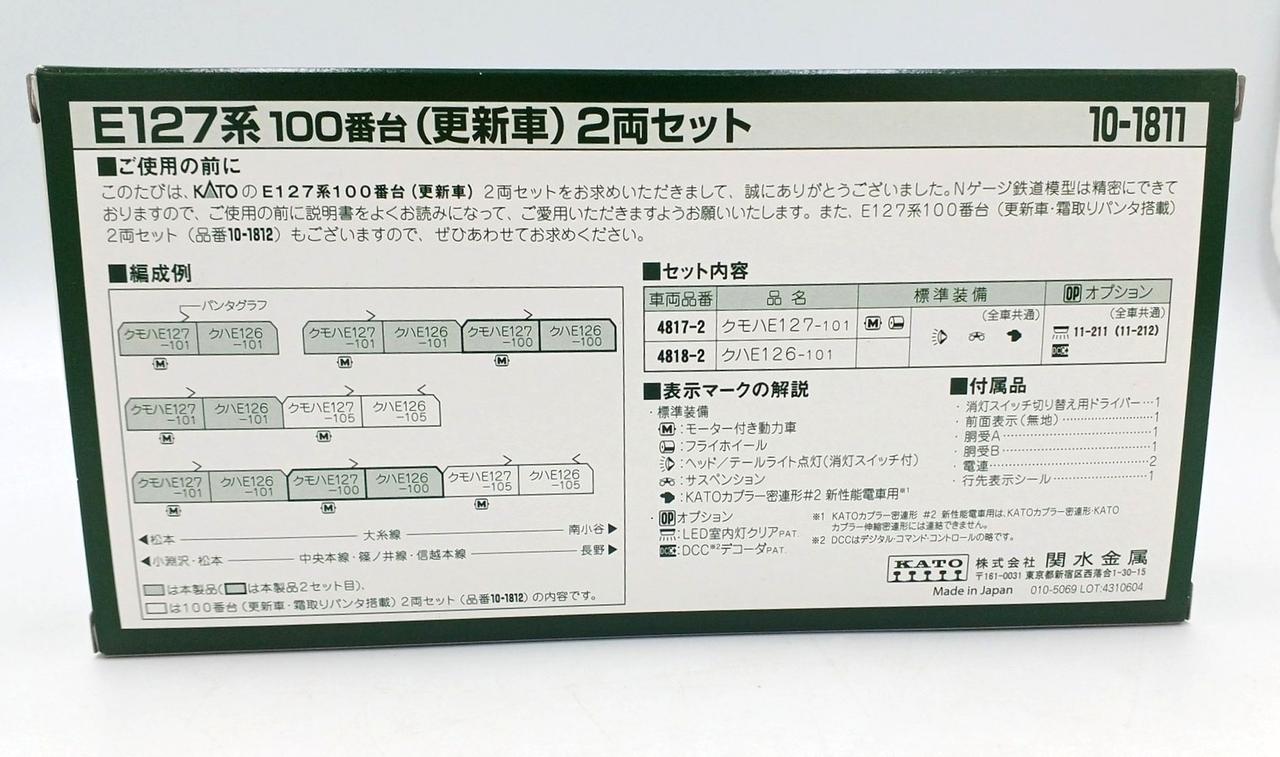 E127系 100番台（更新車）2両セット 10-1811
■ご使用の前に
このたびは、KATOのE127系100番台（更新車）2両セットをお求めいただきまして、誠にありがとうございました。Nゲージ鉄道模型は精密にできて
おりますので、ご使用の前に説明書をよくお読みになって、ご愛用いただきますようお願いいたします。また、E127系100番台（更新車・霜取りパンタ搭載）
2両セット（品番10-1812）もございますので、ぜひあわせてお求めください。
■編成例
パンタグラフ
クモハE127 -101 クハE126 -101 クモハE127 -101 クハE126 -101 クモハE127 -100 クハE126 -100
M M M
クモハE127 -101 クハE126 -101 クモハE127 -105 クハE126 -105
M M
クモハE127 -101 クハE126 -101 クモハE127 -100 クハE126 -100 クモハE127 -105 クハE126 -105
M M M
◀松本 大糸線 南小谷▶
◀小淵沢・松本 中央本線・篠ノ井線・信越本線 長野▶
は本製品(は本製品2セット目)、
は100番台（更新車・霜取りパンタ搭載）2両セット（品番10-1812）の内容です。
■セット内容
車両品番 品名 標準装備 OP オプション
4817-2 クモハE127-101 M (全車共通) (全車共通)
11-211 (11-212)
4818-2 クハE126-101 DCC
■表示マークの解説
・標準装備
M：モーター付き動力車
：フライホイール
：ヘッド／テールライト点灯(消灯スイッチ付)
：サスペンション
：KATOカプラー密連形#2 新性能電車用※1
・OPオプション
：LED室内灯クリアPAT.
DCC：DCC※2デコーダPAT.
■付属品
・消灯スイッチ切り替え用ドライバー…1
・前面表示(無地)……1
・胴受A……1
・胴受B……1
・電連……2
・行先表示シール……1
※1 KATOカプラー密連形 #2 新性能電車用は、KATOカプラー密連形・KATO
カプラー伸縮密連形には連結できません。
※2 DCCはデジタル・コマンド・コントロールの略です。
KATO 株式会社 関水金属
〒161-0031 東京都新宿区西落合1-30-15
Made in Japan 010-5069 LOT:4310604